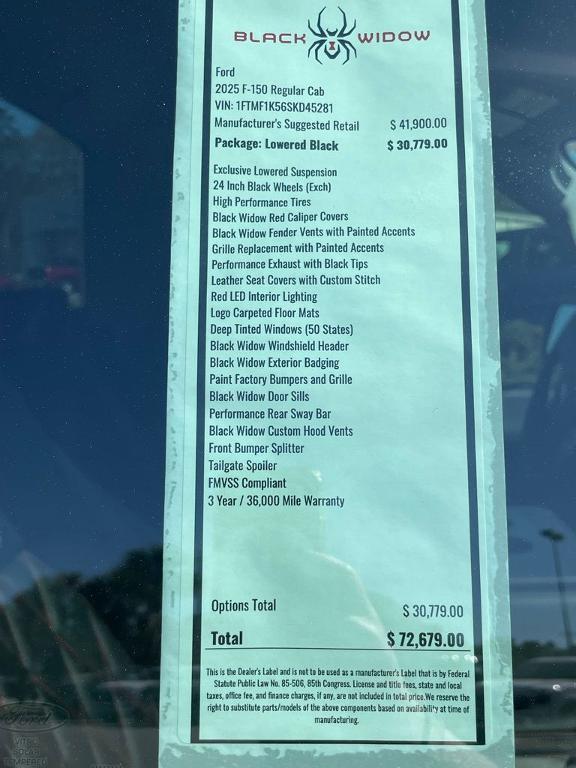 BLACK WIDOW
Ford
2025 F-150 Regular Cab
VIN: 1FTMF1K56SKD45281
Manufacturer's Suggested Retail $ 41,900.00
Package: Lowered Black $ 30,779.00
Exclusive Lowered Suspension
24 Inch Black Wheels (Exch)
High Performance Tires
Black Widow Red Caliper Covers
Black Widow Fender Vents with Painted Accents
Grille Replacement with Painted Accents
Performance Exhaust with Black Tips
Leather Seat Covers with Custom Stitch
Red LED Interior Lighting
Logo Carpeted Floor Mats
Deep Tinted Windows (50 States)
Black Widow Windshield Header
Black Widow Exterior Badging
Paint Factory Bumpers and Grille
Black Widow Door Sills
Performance Rear Sway Bar
Black Widow Custom Hood Vents
Front Bumper Splitter
Tailgate Spoiler
FMVSS Compliant
3 Year / 36,000 Mile Warranty
Options Total $ 30,779.00
Total $ 72,679.00
This is the Dealer's Label and is not to be used as a manufacturer's Label that is by Federal
Statute Public Law No. 85-506, 85th Congress. License and title fees, state and local
taxes, office fee, and finance charges, if any, are not included in total price.We reserve the
right to substitute parts/models of the above components based on availability at time of
manufacturing.
Ford
TEMPERED